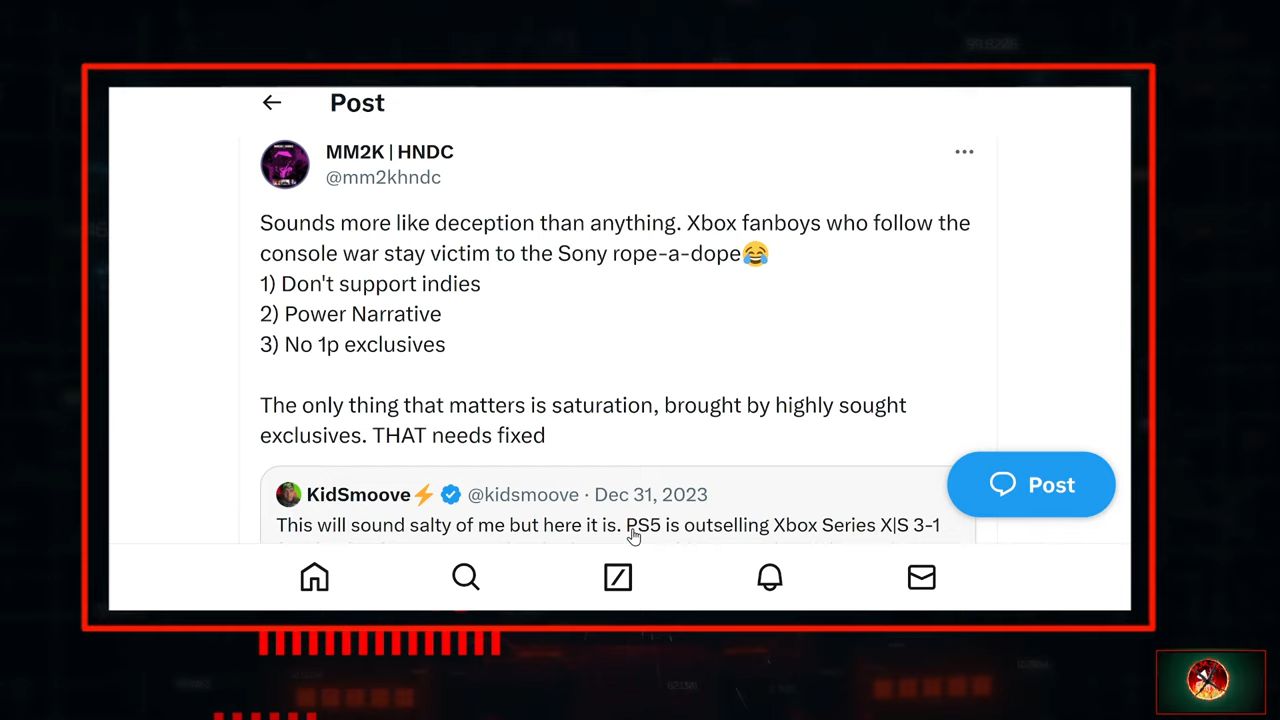 Post
MM2K | HNDC
@mm2khndc
Sounds more like deception than anything. Xbox fanboys who follow the
console war stay victim to the Sony rope-a-dope😂
1) Don't support indies
2) Power Narrative
3) No 1p exclusives
The only thing that matters is saturation, brought by highly sought
exclusives. THAT needs fixed
KidSmoove⚡ @kidsmoove · Dec 31, 2023
This will sound salty of me but here it is. PS5 is outselling Xbox Series X|S 3-1
Post